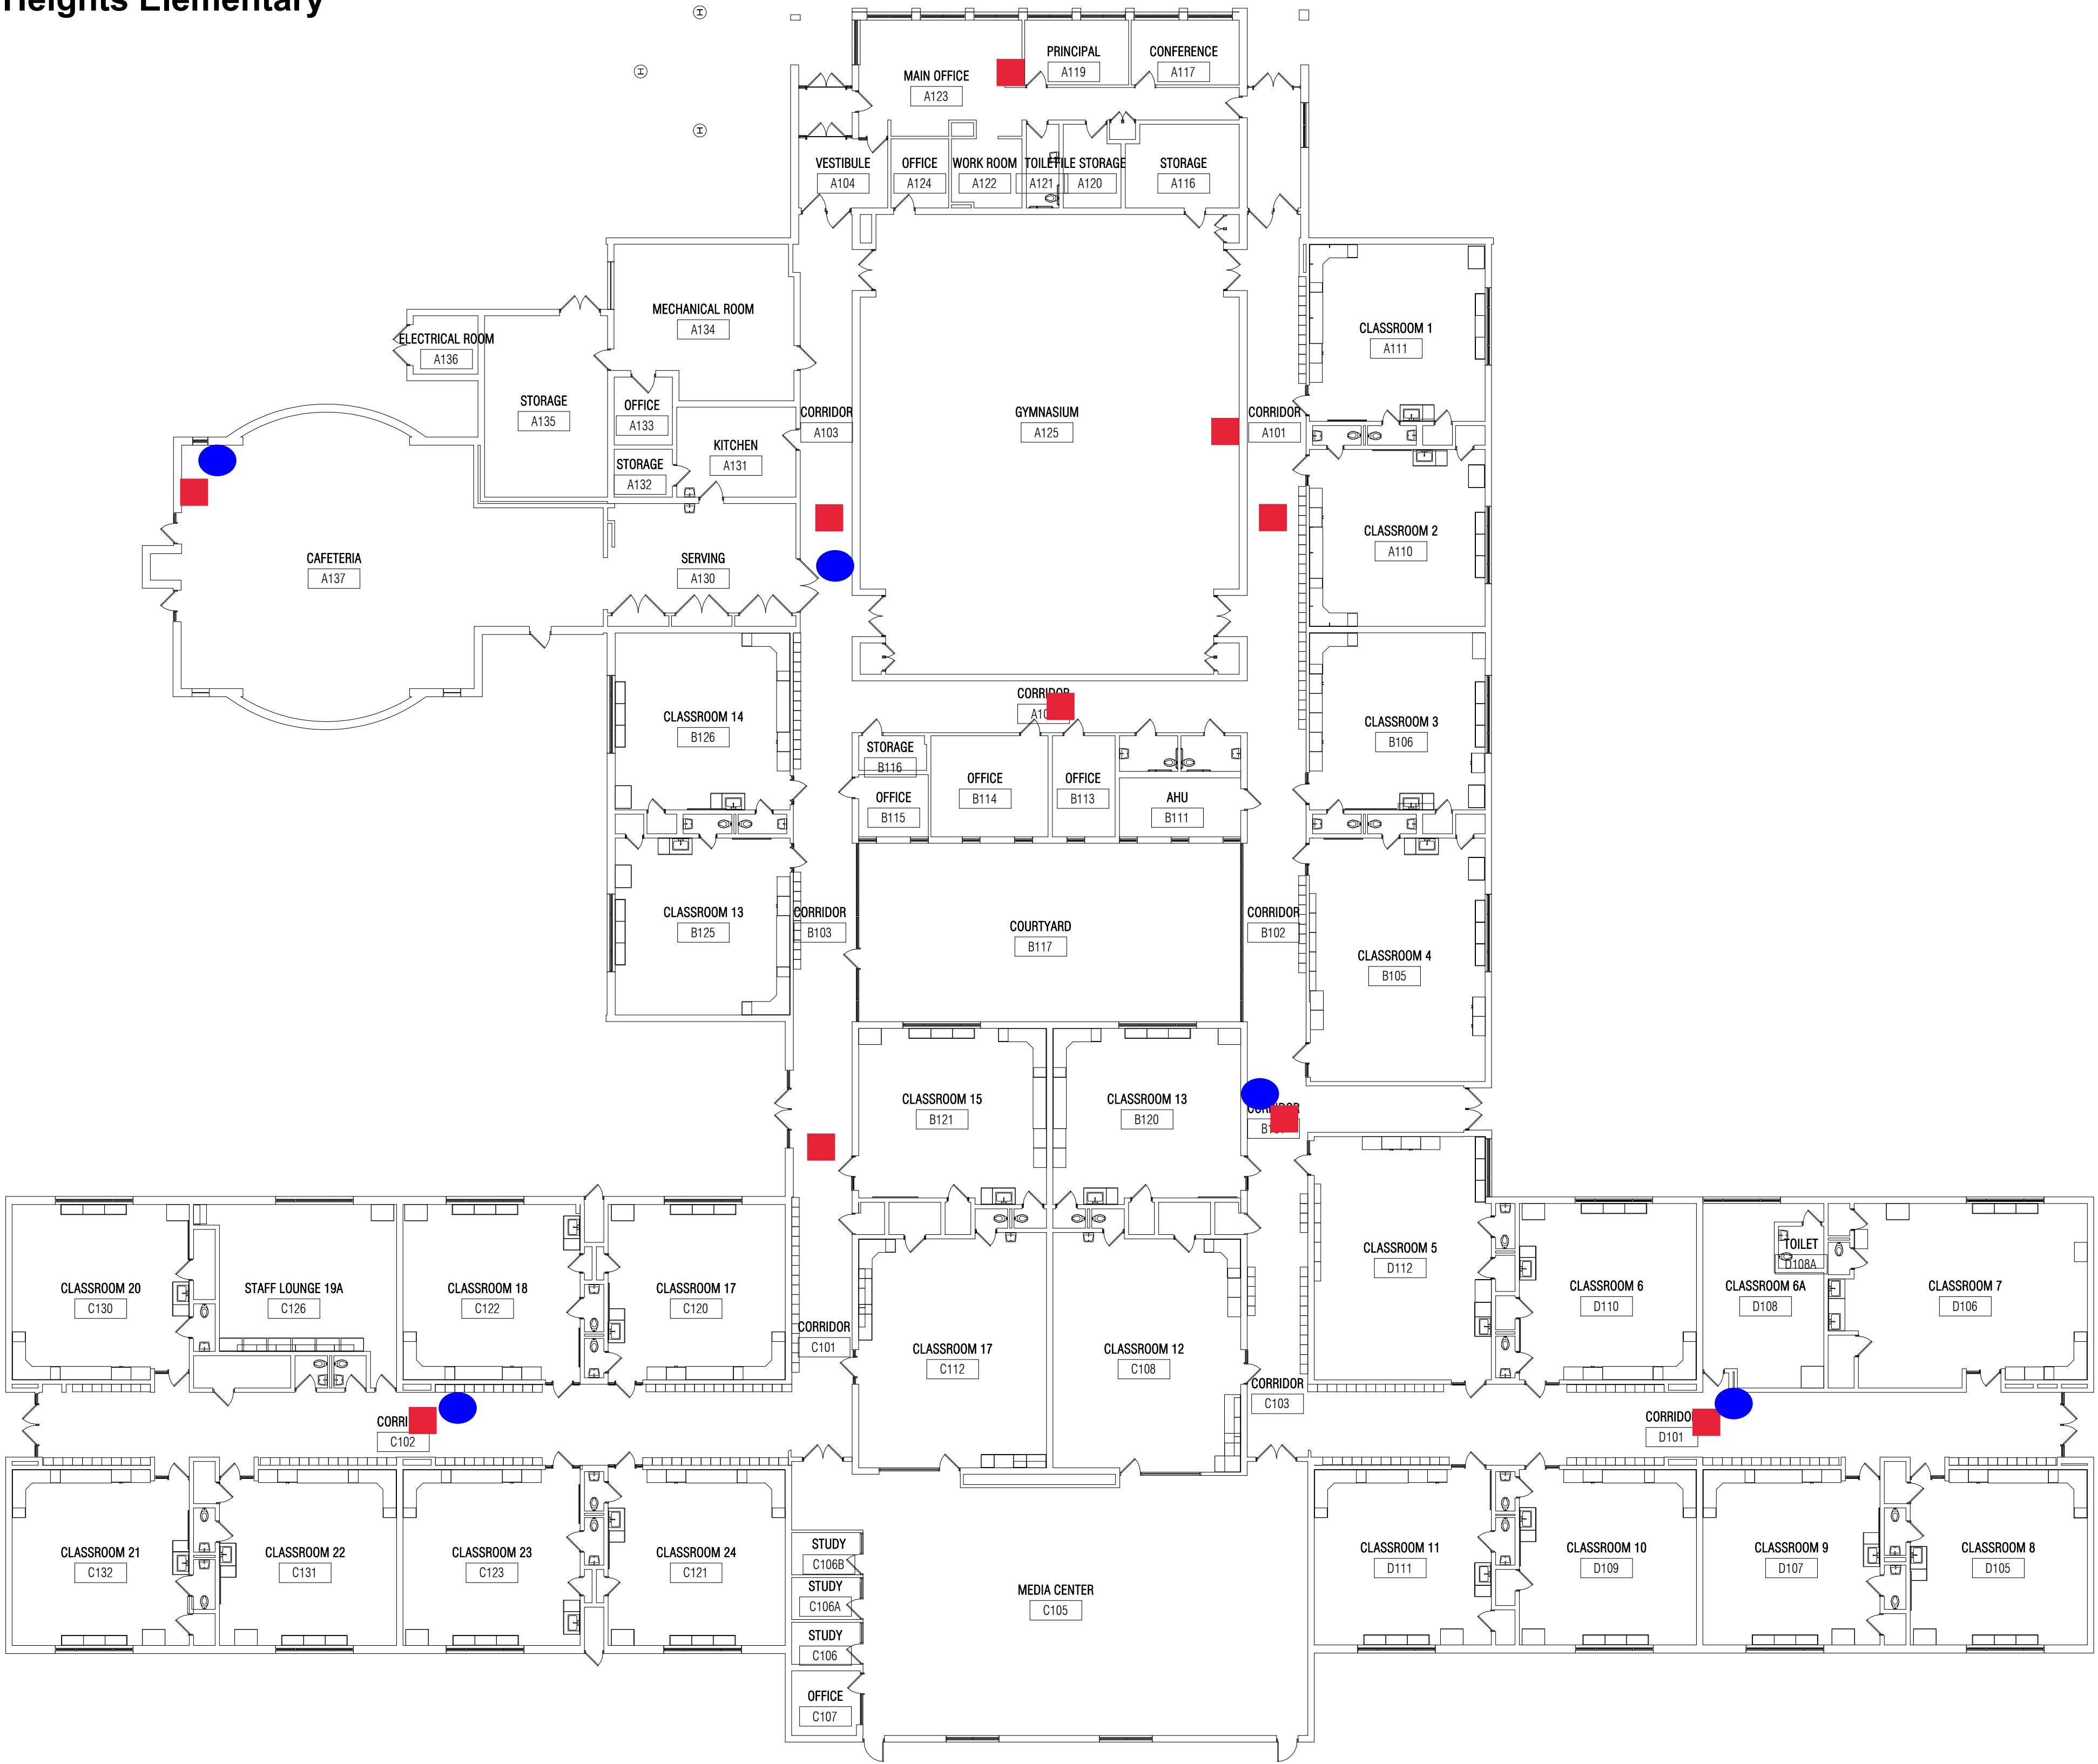 Heights Elementary
H
H
H
MAIN OFFICE
A123
PRINCIPAL
A119
CONFERENCE
A117
VESTIBULE
A104
OFFICE
A124
WORK ROOM
A122
TOILET
A121
FILE STORAGE
A120
STORAGE
A116
MECHANICAL ROOM
A134
ELECTRICAL ROOM
A136
STORAGE
A135
OFFICE
A133
KITCHEN
A131
STORAGE
A132
CORRIDOR
A103
GYMNASIUM
A125
CORRIDOR
A101
CLASSROOM 1
A111
CAFETERIA
A137
SERVING
A130
CLASSROOM 2
A110
CLASSROOM 14
B126
CORRIDOR
CLASSROOM 3
B106
STORAGE
B116
OFFICE
B115
OFFICE
B114
OFFICE
B113
AHU
B111
CLASSROOM 13
B125
CORRIDOR
B103
COURTYARD
B117
CORRIDOR
B102
CLASSROOM 4
B105
CLASSROOM 15
B121
CLASSROOM 13
B120
CLASSROOM 20
C130
STAFF LOUNGE 19A
C126
CLASSROOM 18
C122
CLASSROOM 17
C120
CORRIDOR
C101
CLASSROOM 17
C112
CLASSROOM 12
C108
CORRIDOR
C103
CLASSROOM 5
D112
CLASSROOM 6
D110
TOILET
D108A
CLASSROOM 6A
D108
CLASSROOM 7
D106
C102
D101
CLASSROOM 21
C132
CLASSROOM 22
C131
CLASSROOM 23
C123
CLASSROOM 24
C121
STUDY
C106B
STUDY
C106A
STUDY
C106
OFFICE
C107
MEDIA CENTER
C105
CLASSROOM 11
D111
CLASSROOM 10
D109
CLASSROOM 9
D107
CLASSROOM 8
D105